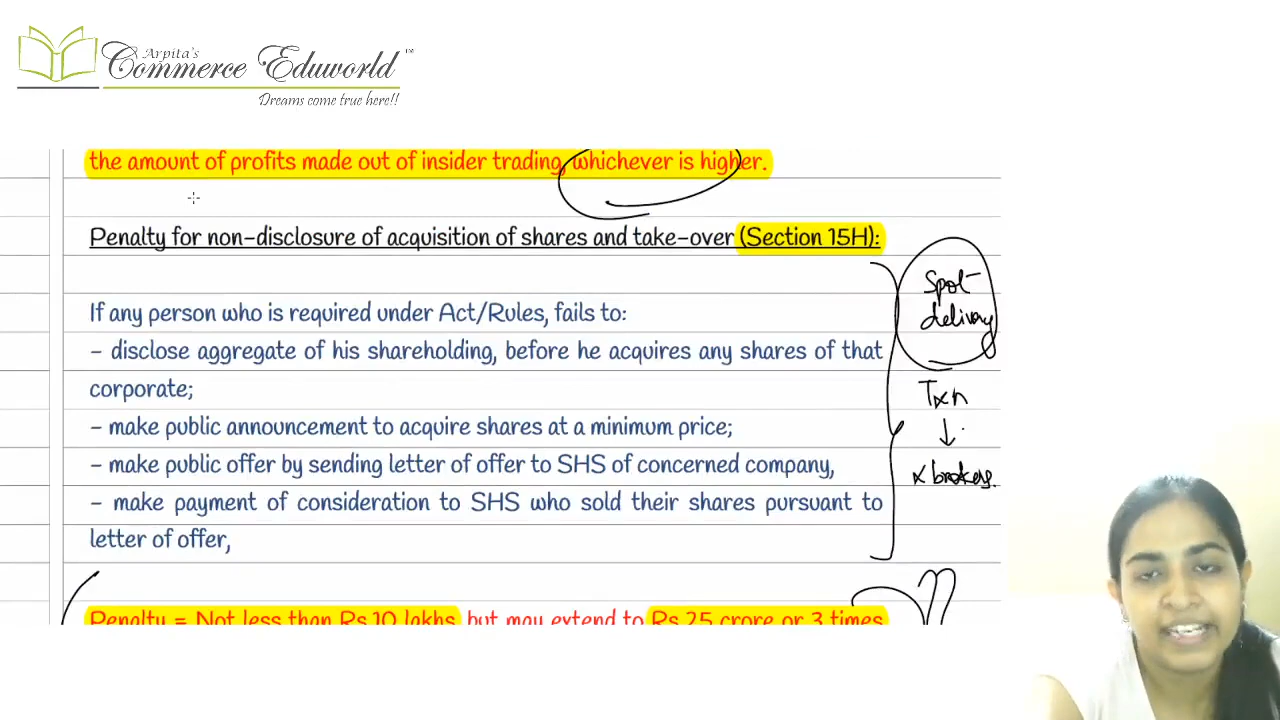 Arpita's
Commerce Eduworld™
Dreams come true here!!
the amount of profits made out of insider trading, whichever is higher.
Penalty for non-disclosure of acquisition of shares and take-over (Section 15H):
If any person who is required under Act/Rules, fails to:
- disclose aggregate of his shareholding, before he acquires any shares of that
corporate;
- make public announcement to acquire shares at a minimum price;
- make public offer by sending letter of offer to SHS of concerned company,
- make payment of consideration to SHS who sold their shares pursuant to
letter of offer,
Penalty = Not less than Rs 10 lakhs but may extend to Rs 25 crore or 3 times
Spot
delivery
Txn
↓
x brokers.